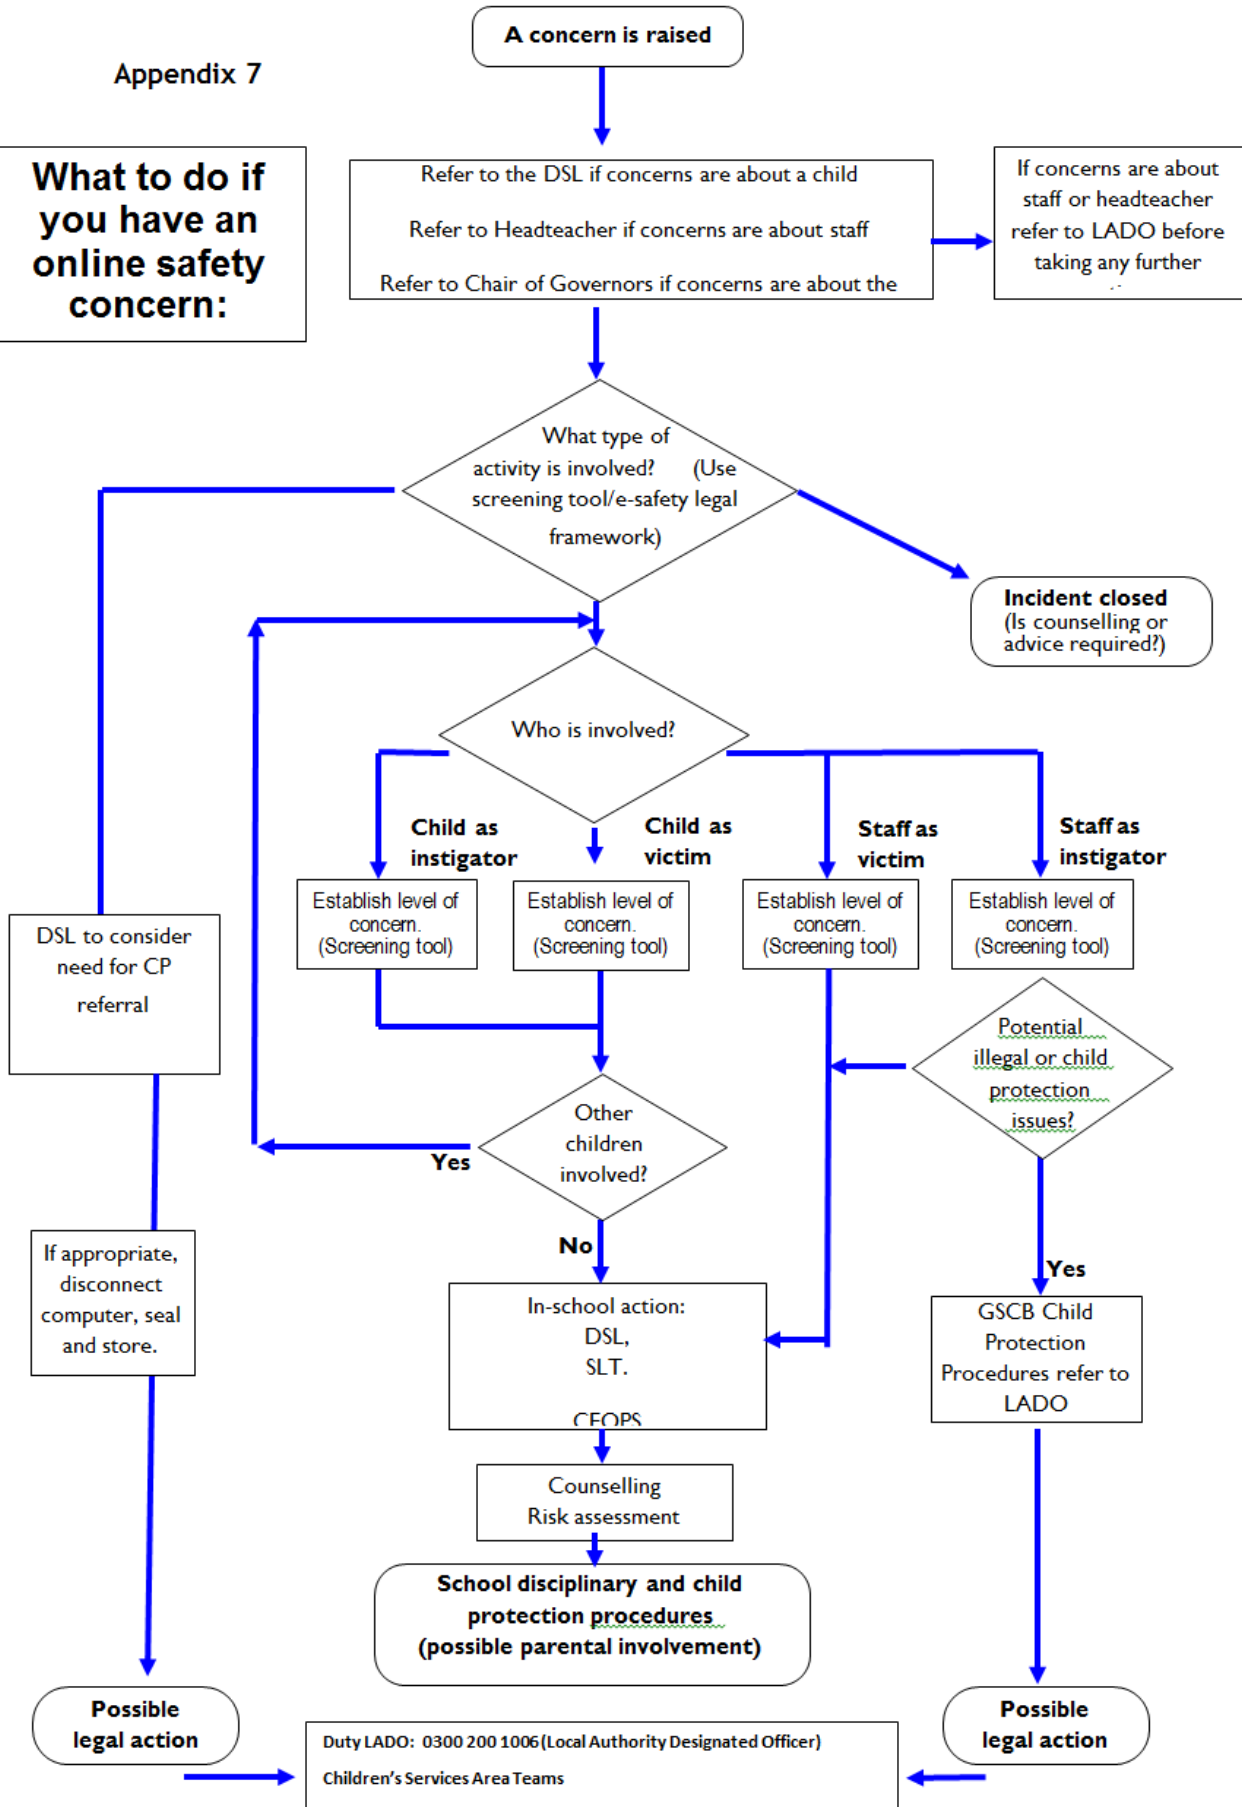 A concern is raised
Appendix 7
What to do if
you have an
online safety
concern:
Refer to the DSL if concerns are about a child
Refer to Headteacher if concerns are about staff
Refer to Chair of Governors if concerns are about the
If concerns are about
staff or headteacher
refer to LADO before
taking any further
What type of
activity is involved? (Use
screening tool/e-safety legal
framework)
Incident closed
(Is counselling or
advice required?)
Who is involved?
Child as
instigator
Child as
victim
Staff as
victim
Staff as
instigator
Establish level of
concern.
(Screening tool)
Establish level of
concern.
(Screening tool)
Establish level of
concern.
(Screening tool)
Establish level of
concern.
(Screening tool)
DSL to consider
need for CP
referral
Potential
illegal or child
protection
issues?
Other
children
involved?
Yes
No
If appropriate,
disconnect
computer, seal
and store.
In-school action:
DSL,
SLT.
CEOPS
Yes
GSCB Child
Protection
Procedures refer to
LADO
Counselling
Risk assessment
School disciplinary and child
protection procedures
(possible parental involvement)
Possible
legal action
Possible
legal action
Duty LADO: 0300 200 1006 (Local Authority Designated Officer)
Children's Services Area Teams